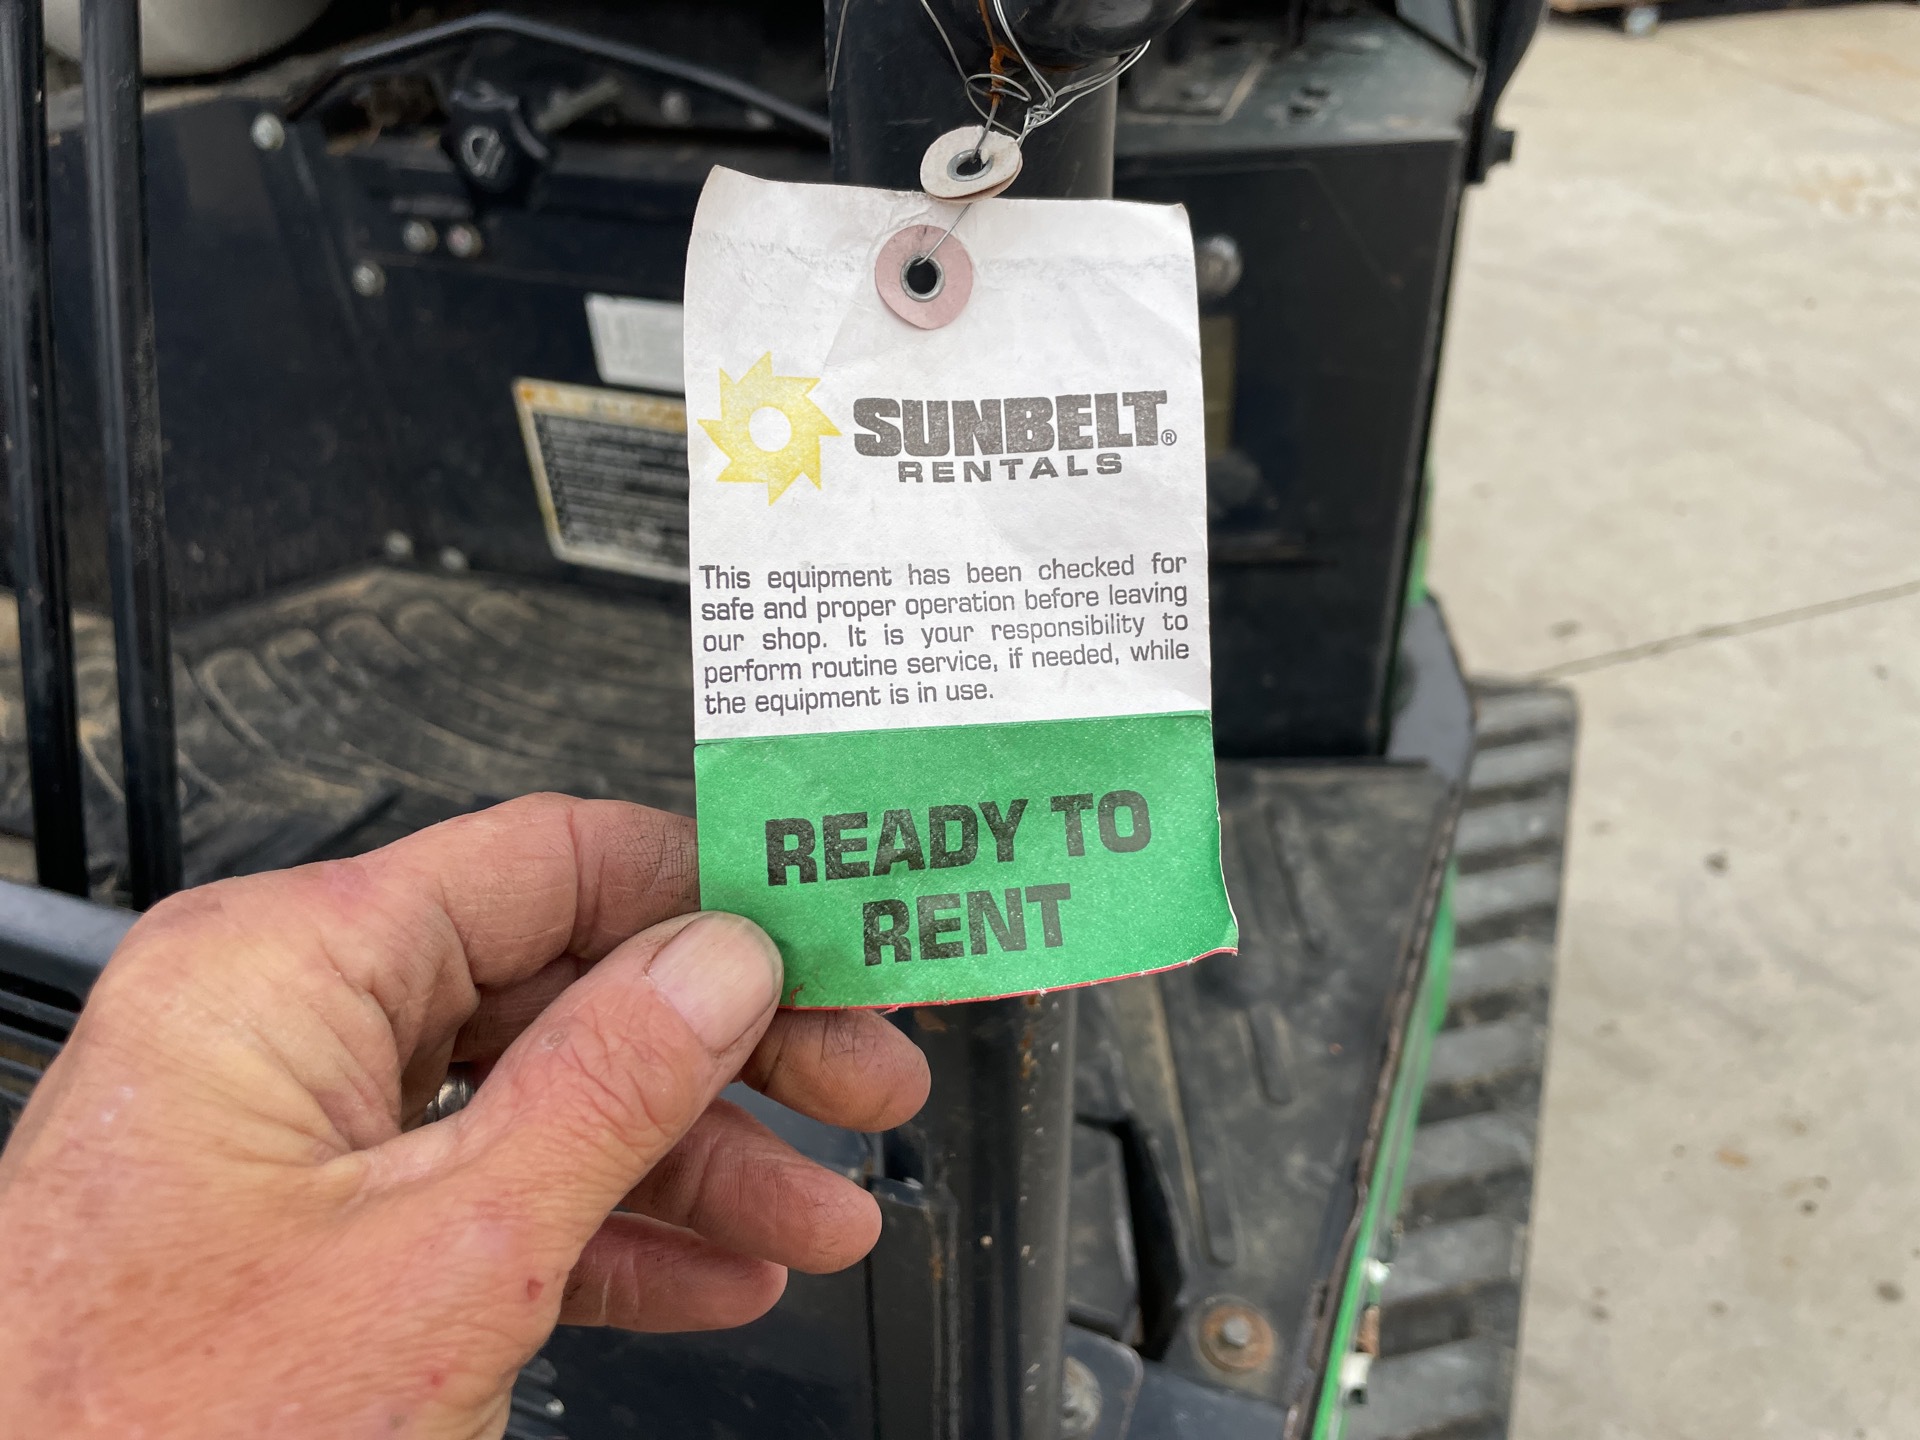 SUNBELT®
RENTALS
This equipment has been checked for
safe and proper operation before leaving
our shop. It is your responsibility to
perform routine service, if needed, while
the equipment is in use.
READY TO
RENT